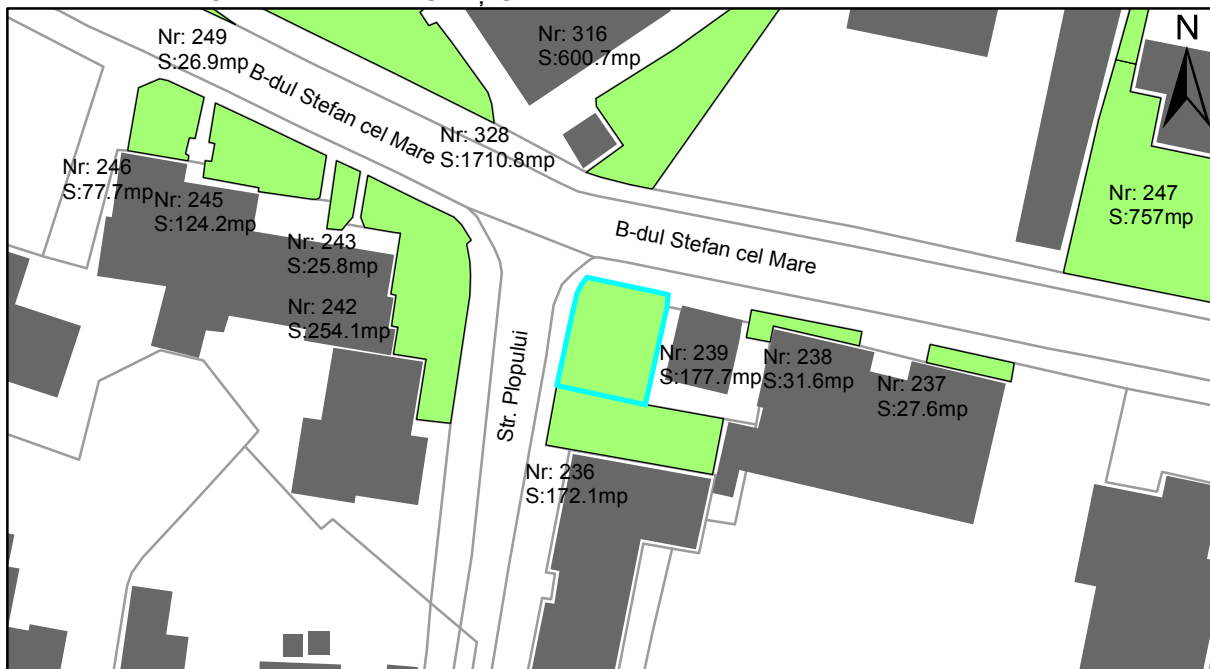 Nr: 249
S:26.9mp
Nr: 316
S:600.7mp
N
B-dul Stefan cel Mare
Nr: 328
S:1710.8mp
Nr: 246
S:77.7mp
Nr: 245
S:124.2mp
Nr: 247
S:757mp
Nr: 243
S:25.8mp
B-dul Stefan cel Mare
Nr: 242
S:254.1mp
Str. Plopului
Nr: 239
S:177.7mp
Nr: 238
S:31.6mp
Nr: 237
S:27.6mp
Nr: 236
S:172.1mp